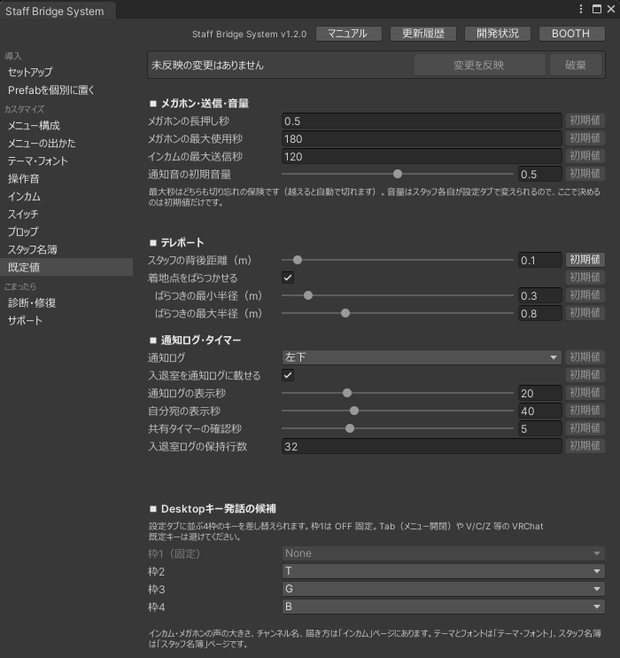 Staff Bridge System
Staff Bridge System v1.2.0 マニュアル 更新履歴 開発状況 BOOTH
導入
セットアップ
Prefabを個別に置く
カスタマイズ
メニュー構成
メニューの出かた
テーマ・フォント
操作音
インカム
スイッチ
プロップ
スタッフ名簿
既定値
こまったら
診断・修復
サポート
未反映の変更はありません 変更を反映 破棄
■ メガホン・送信・音量
メガホンの長押し秒 0.5 初期値
メガホンの最大使用秒 180 初期値
インカムの最大送信秒 120 初期値
通知音の初期音量 0.5 初期値
最大秒はどちらも切り忘れの保険です（越えると自動で切れます）。音量はスタッフ各自が設定タブで変えられるので、ここで決める
のは初期値だけです。
■ テレポート
スタッフの背後距離（m） 0.1 初期値
着地点をばらつかせる 初期値
ばらつきの最小半径（m） 0.3 初期値
ばらつきの最大半径（m） 0.8 初期値
■ 通知ログ・タイマー
通知ログ 左下 初期値
入退室を通知ログに載せる 初期値
通知ログの表示秒 20 初期値
自分宛の表示秒 40 初期値
共有タイマーの確認秒 5 初期値
入退室ログの保持行数 32 初期値
■ Desktopキー発話の候補
設定タブに並ぶ4枠のキーを差し替えられます。枠1は OFF 固定。Tab（メニュー開閉）や V/C/Z 等の VRChat
既定キーは避けてください。
枠1（固定） None
枠2 T
枠3 G
枠4 B
インカム・メガホンの声の大きさ、チャンネル名、届き方は「インカム」ページにあります。テーマとフォントは「テーマ・フォント」、スタッフ名簿
は「スタッフ名簿」ページです。